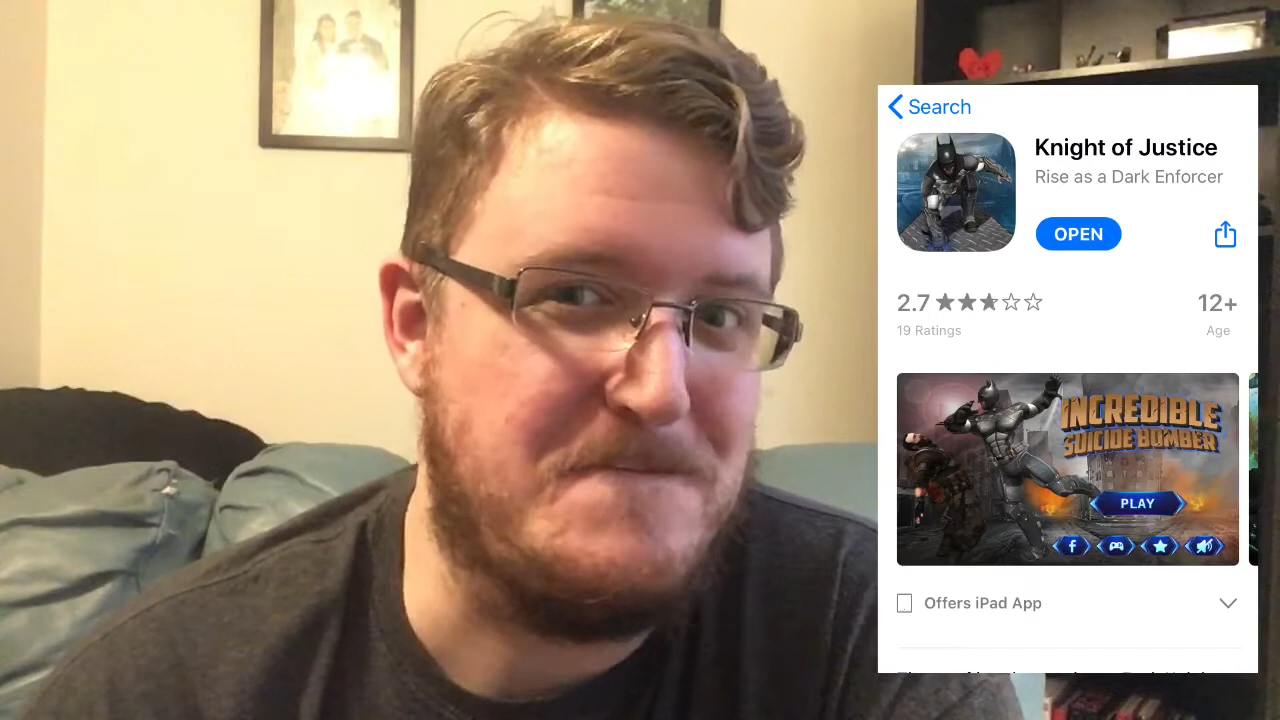 Search
Knight of Justice
Rise as a Dark Enforcer
OPEN
2.7
12+
19 Ratings
Age
INCREDIBLE
SUICIDE BOMBER
PLAY
Offers iPad App